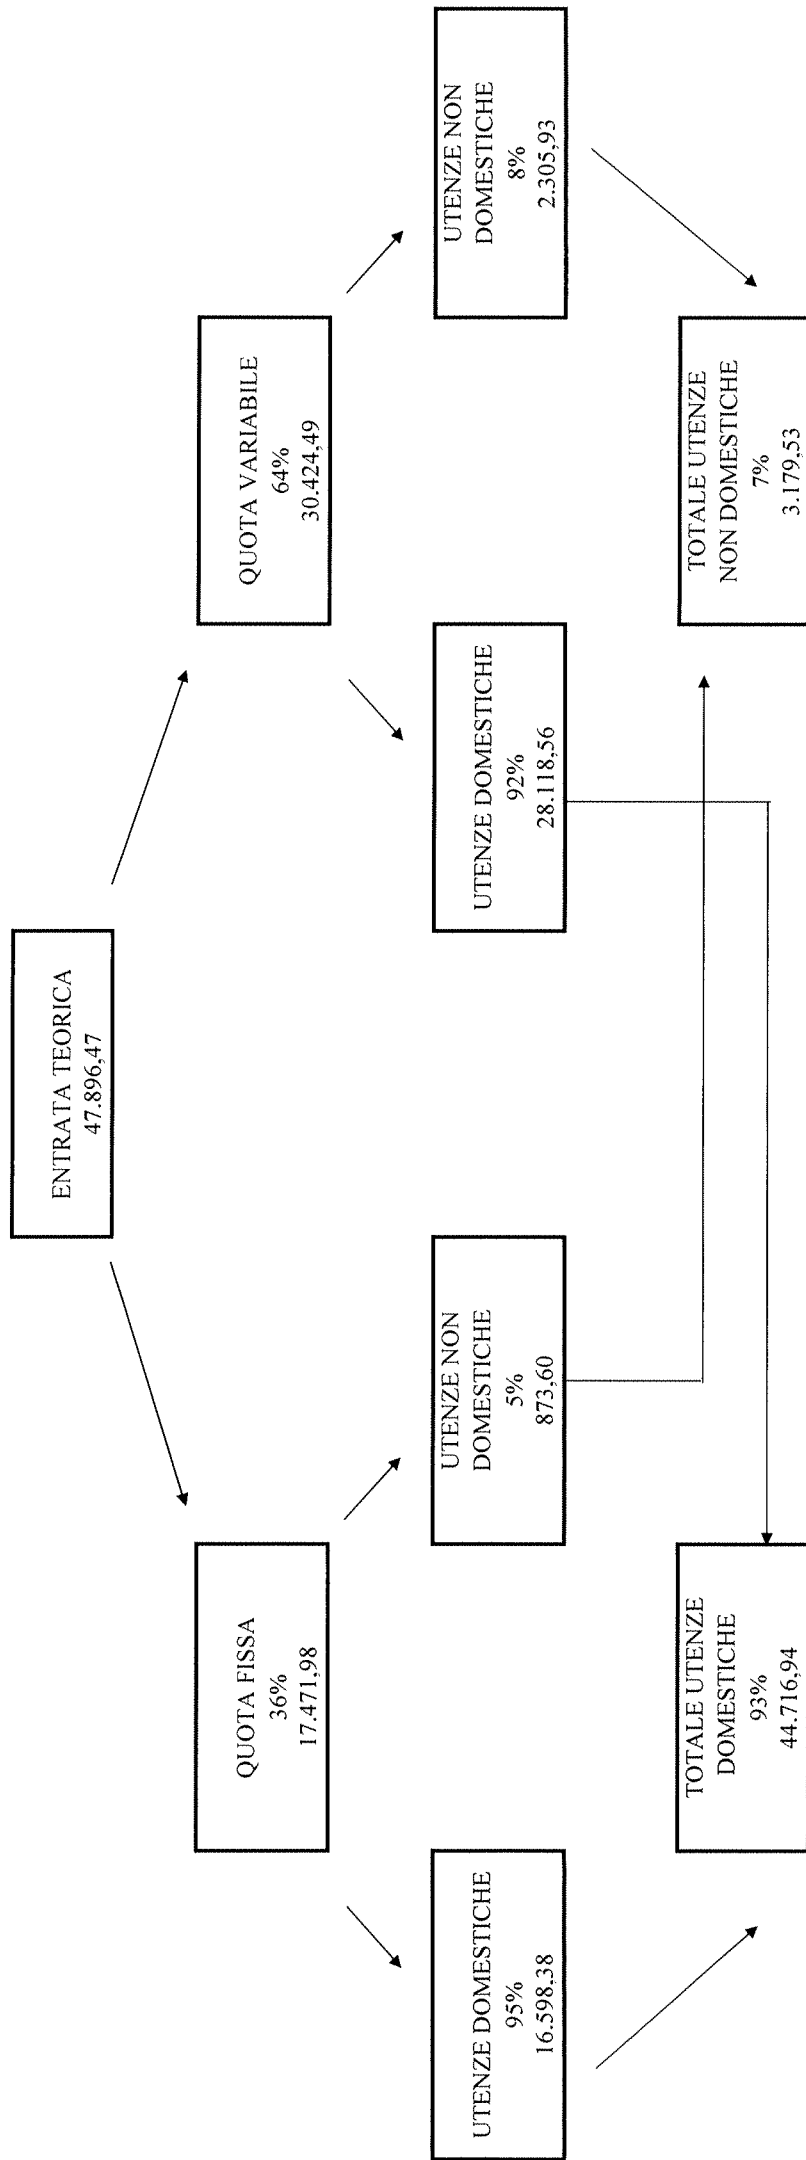 ENTRATA TEORICA
47.896,47
QUOTA FISSA
36%
17.471,98
QUOTA VARIABILE
64%
30.424,49
UTENZE DOMESTICHE
95%
16.598,38
UTENZE NON
DOMESTICHE
5%
873,60
UTENZE DOMESTICHE
92%
28.118,56
UTENZE NON
DOMESTICHE
8%
2.305,93
TOTALE UTENZE
DOMESTICHE
93%
44.716,94
TOTALE UTENZE
NON DOMESTICHE
7%
3.179,53